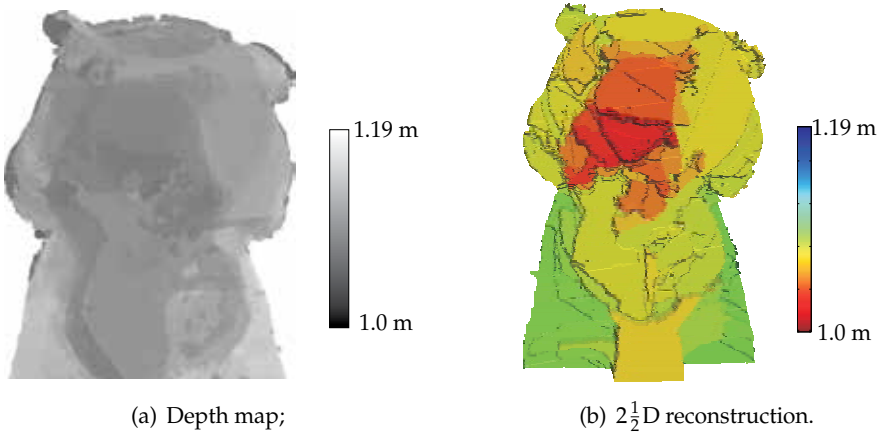 1.19 m
1.0 m
(a) Depth map;
1.19 m
1.0 m
(b) 2½D reconstruction.